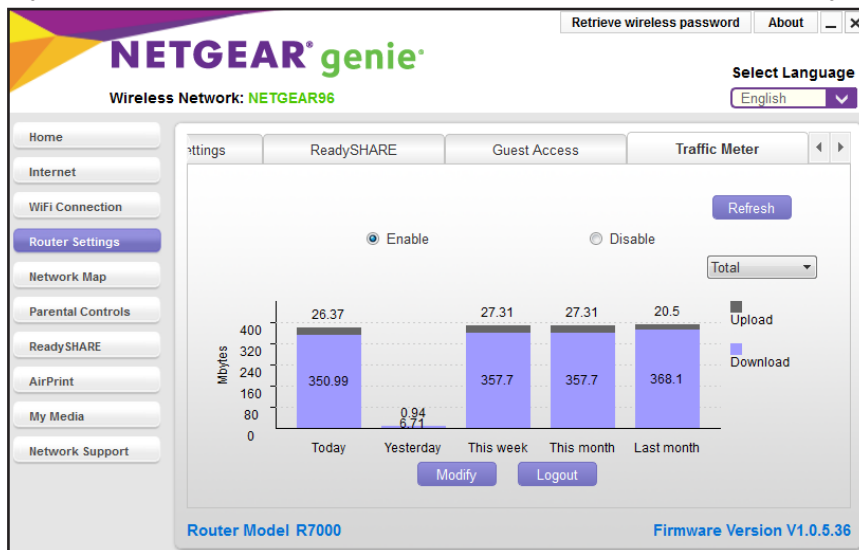 Retrieve wireless password About
NETGEAR® genie®
Select Language
Wireless Network: NETGEAR96
English
Home
Internet
WiFi Connection
Router Settings
Network Map
Parental Controls
ReadySHARE
AirPrint
My Media
Network Support
ettings ReadySHARE Guest Access Traffic Meter
Refresh
Enable Disable
Total
Upload
Download
Mbytes
400
320
240
160
80
0
26.37 0.94 27.31 27.31 20.5
350.99 6.71 357.7 357.7 368.1
Today Yesterday This week This month Last month
Modify Logout
Router Model R7000 Firmware Version V1.0.5.36